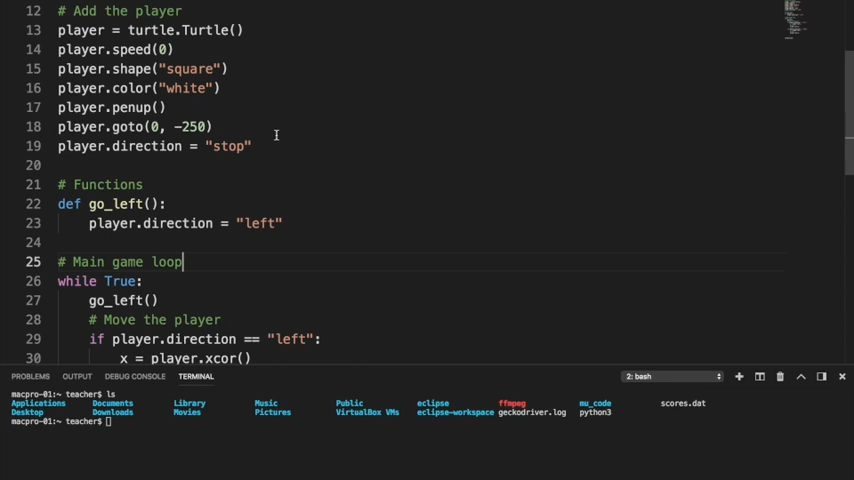 12 # Add the player
13 player = turtle.Turtle()
14 player.speed(0)
15 player.shape("square")
16 player.color("white")
17 player.penup()
18 player.goto(0, -250)
19 player.direction = "stop"
20
21 # Functions
22 def go_left():
23 player.direction = "left"
24
25 # Main game loop
26 while True:
27 go_left()
28 # Move the player
29 if player.direction == "left":
30 x = player.xcor()
PROBLEMS OUTPUT DEBUG CONSOLE TERMINAL 2: bash
macpro-01:~ teacher$ ls
Applications Documents Library Music Public eclipse ffmpeg mu_code scores.dat
Desktop Downloads Movies Pictures VirtualBox VMs eclipse-workspace geckodriver.log python3
macpro-01:~ teacher$